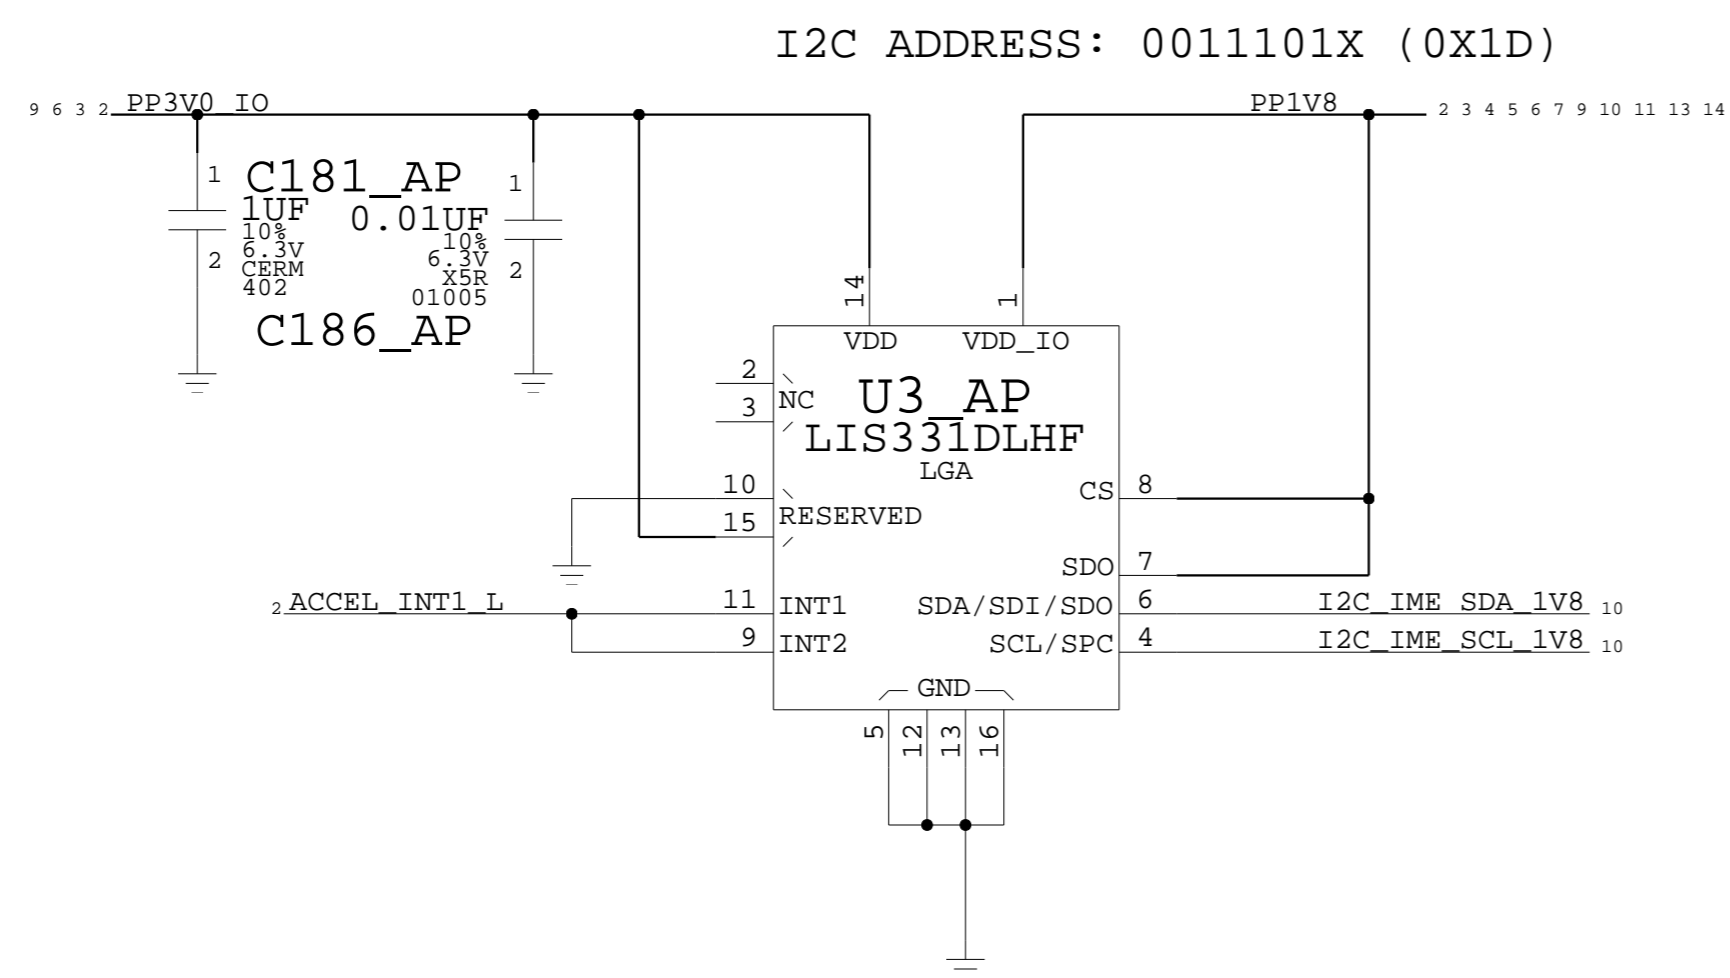 I2C ADDRESS: 0011101X (0X1D)
9 6 3 2 PP3V0_IO
PP1V8 2 3 4 5 6 7 9 10 11 13 14
1
C181_AP
1UF
10%
6.3V
CERM
402
2
1
0.01UF
10%
6.3V
X5R
01005
2
C186_AP
14
1
VDD
VDD_IO
2
3
NC
U3_AP
LIS331DLHF
LGA
10
15
RESERVED
CS 8
SDO 7
2 ACCEL_INT1_L
11 INT1
9 INT2
SDA/SDI/SDO 6
I2C_IME_SDA_1V8 10
SCL/SPC 4
I2C_IME_SCL_1V8 10
GND
5 12 13 16